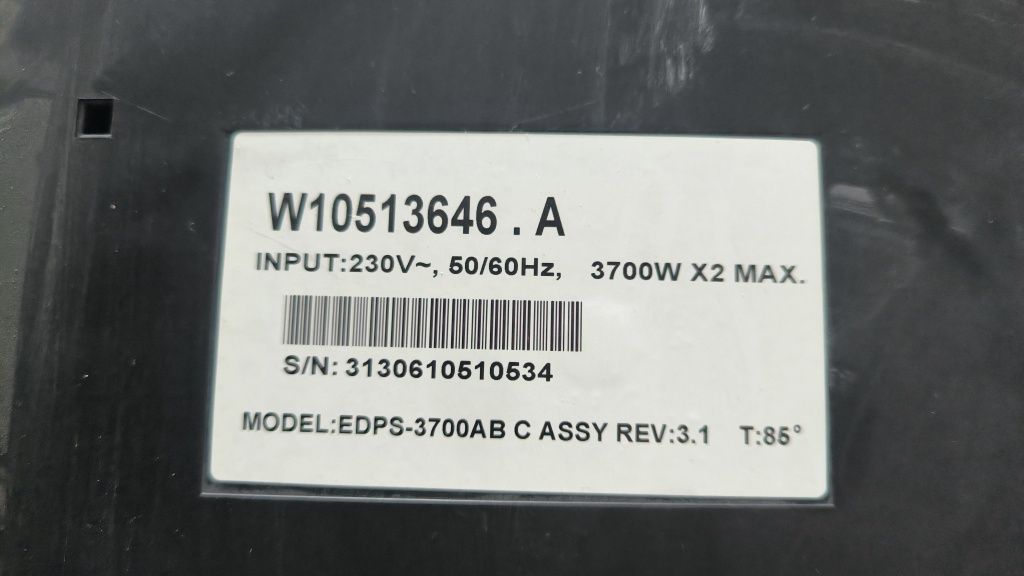 W10513646 . A
INPUT:230V~, 50/60Hz, 3700W X2 MAX.
S/N: 3130610510534
MODEL:EDPS-3700AB C ASSY REV:3.1 T:85°